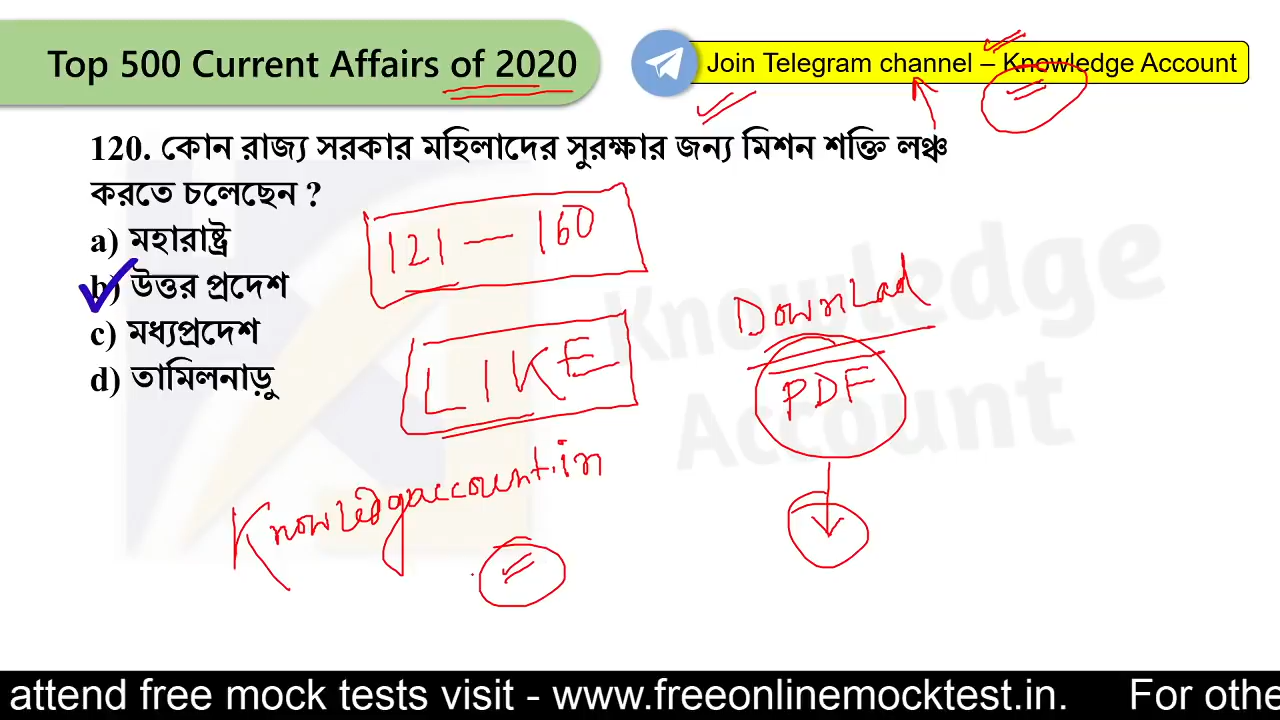 Top 500 Current Affairs of 2020
Join Telegram channel – Knowledge Account
120. কোন রাজ্য সরকার মহিলাদের সুরক্ষার জন্য মিশন শক্তি লঞ্চ
করতে চলেছেন ?
a) মহারাষ্ট্র
b) উত্তর প্রদেশ
c) মধ্যপ্রদেশ
d) তামিলনাড়ু
121 — 160
LIKE
Knowledgaccount.in
Downlad
PDF
Knowledge
Account
attend free mock tests visit - www.freeonlinemocktest.in. For othe